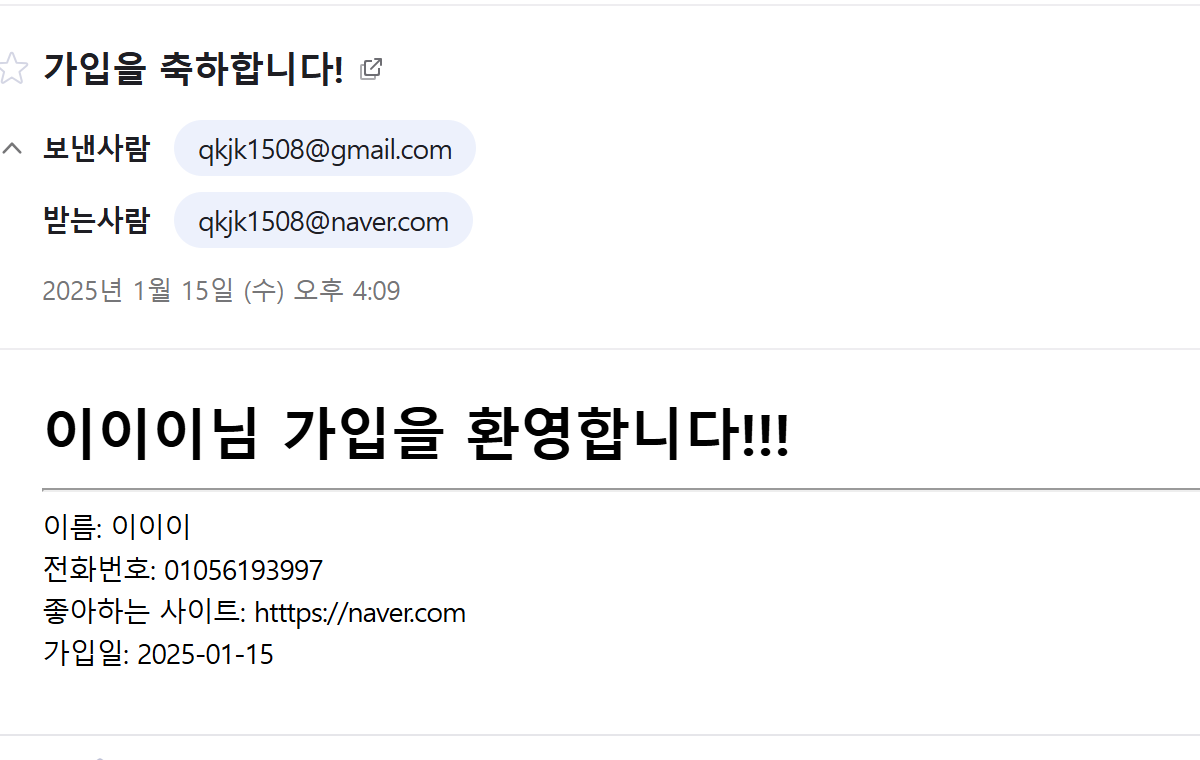 가입을 축하합니다!
보낸사람 qkjk1508@gmail.com
받는사람 qkjk1508@naver.com
2025년 1월 15일 (수) 오후 4:09
이이이님 가입을 환영합니다!!!
이름: 이이이
전화번호: 01056193997
좋아하는 사이트: htttps://naver.com
가입일: 2025-01-15